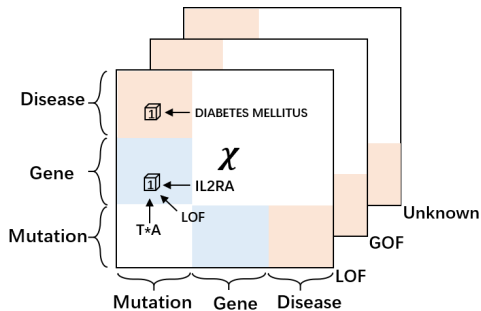 Disease
1
DIABETES MELLITUS
Gene
χ
1
IL2RA
LOF
T*A
Mutation
Unknown
GOF
LOF
Mutation Gene Disease